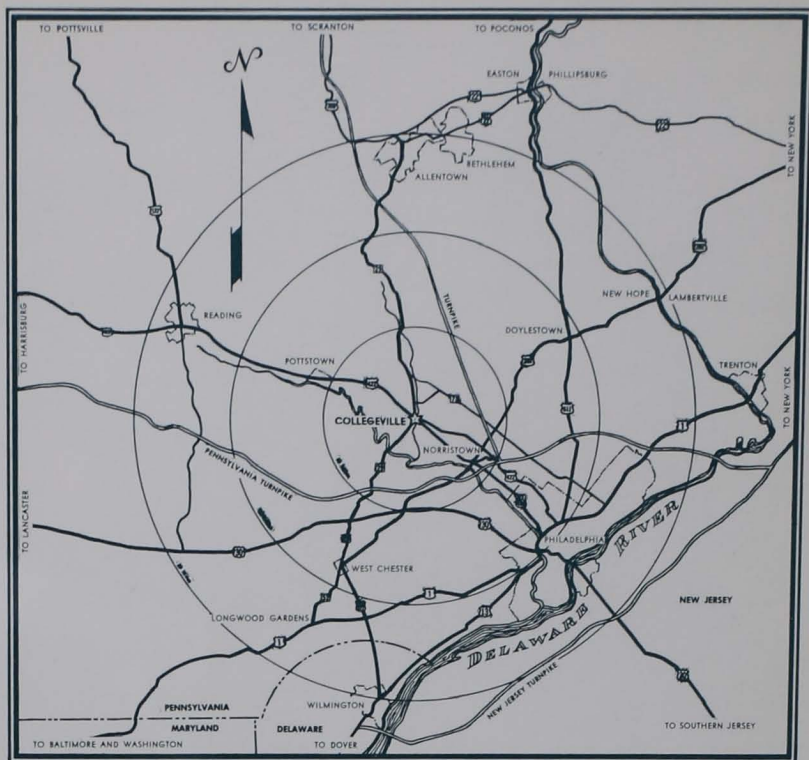 TO POTTSVILLE
TO SCRANTON
TO POCONOS
N
EASTON
PHILLIPSBURG
TO NEW YORK
BETHLEHEM
ALLENTOWN
NEW HOPE
LAMBERTVILLE
TO HARRISBURG
READING
TURNPIKE
DOYLESTOWN
POTTSTOWN
TRENTON
TO NEW YORK
COLLEGEVILLE
1
NORRISTOWN
PENNSYLVANIA TURNPIKE
TO LANCASTER
PHILADELPHIA
DELAWARE RIVER
WEST CHESTER
1
NEW JERSEY
LONGWOOD GARDENS
1
NEW JERSEY TURNPIKE
PENNSYLVANIA
WILMINGTON
MARYLAND
DELAWARE
TO SOUTHERN JERSEY
TO BALTIMORE AND WASHINGTON
TO DOVER